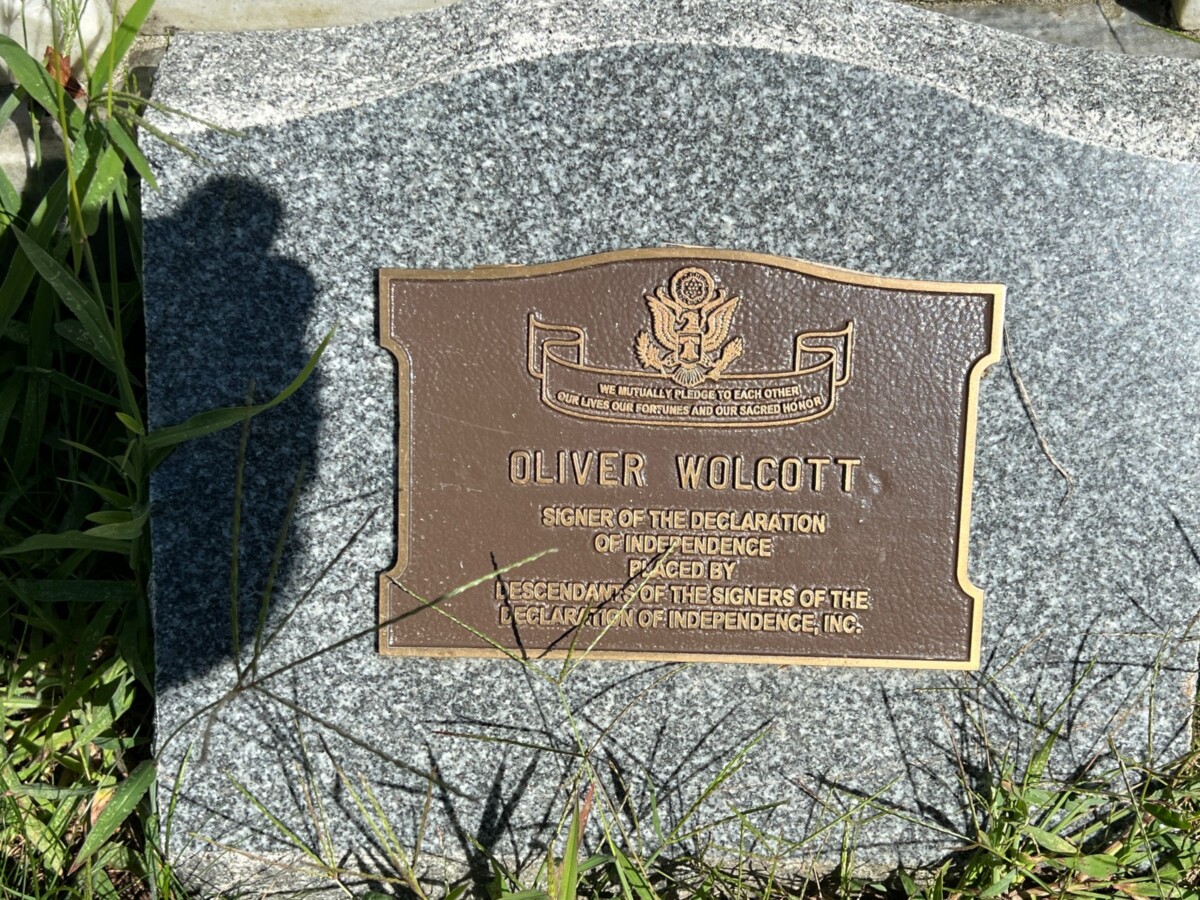 WE MUTUALLY PLEDGE TO EACH OTHER
OUR LIVES OUR FORTUNES AND OUR SACRED HONOR
OLIVER WOLCOTT
SIGNER OF THE DECLARATION
OF INDEPENDENCE
PLACED BY
DESCENDANTS OF THE SIGNERS OF THE
DECLARATION OF INDEPENDENCE, INC.